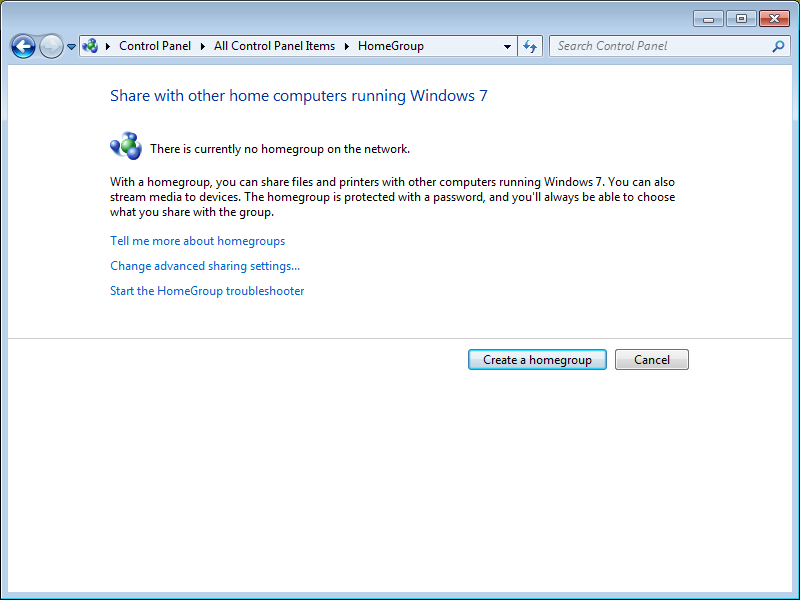 Control Panel All Control Panel Items HomeGroup Search Control Panel
Share with other home computers running Windows 7
There is currently no homegroup on the network.
With a homegroup, you can share files and printers with other computers running Windows 7. You can also
stream media to devices. The homegroup is protected with a password, and you'll always be able to choose
what you share with the group.
Tell me more about homegroups
Change advanced sharing settings...
Start the HomeGroup troubleshooter
Create a homegroup Cancel